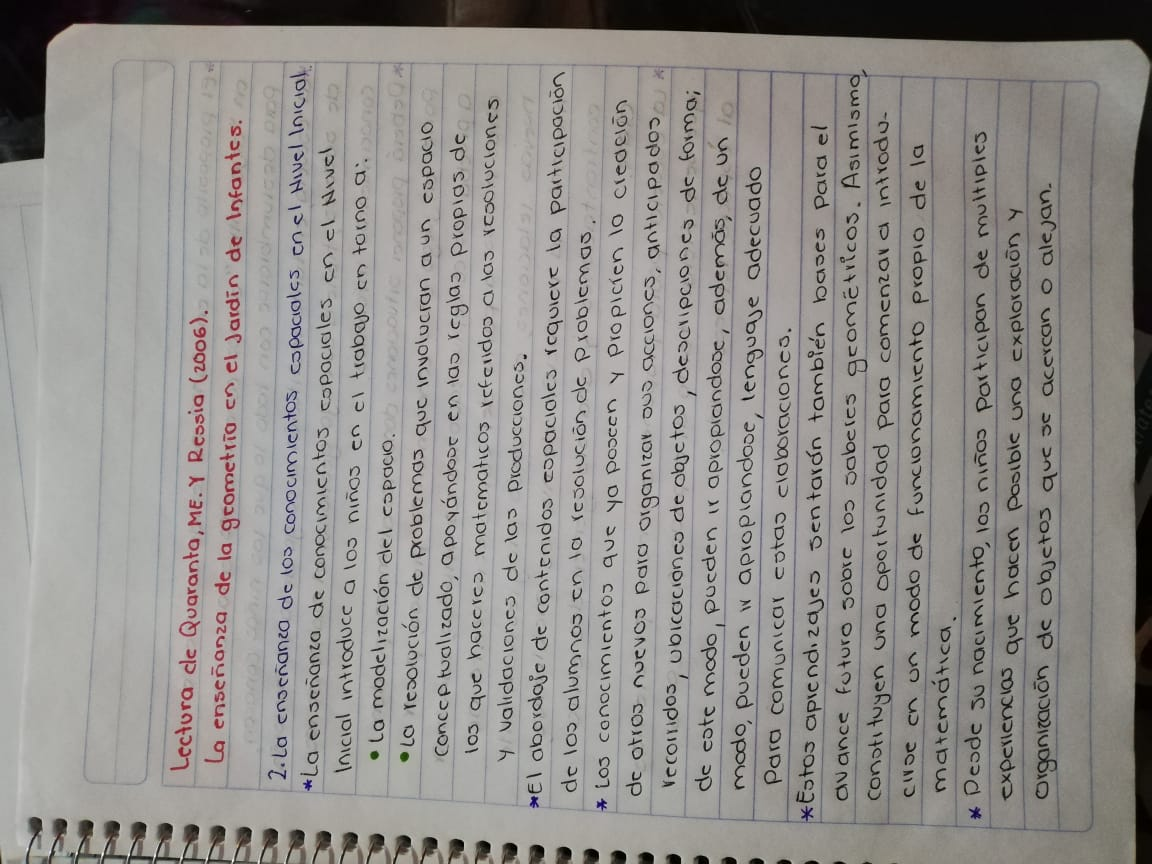 Lectura de Quaranta, ME. Y Ressia (2006).
La enseñanza de la geometría en el jardín de Infantes.
2. La enseñanza de los conocimientos espaciales en el Nivel Inicial.
*La enseñanza de conocimientos espaciales en el Nivel
Inicial introduce a los niños en el trabajo en torno a:
• La modelización del espacio.
• La resolución de problemas que involucran a un espacio
conceptualizado, apoyándose en las reglas propias de
los que haceres matematicos referidos a las resoluciones
y validaciones de las producciones.
*El abordaje de contenidos espaciales requiere la participación
de los alumnos en la resolución de problemas.
* Los conocimientos que ya poseen y propicien la creación
de otros nuevos para organizar sus acciones, anticipados,
recorridos, ubicaciones de objetos, descripciones de forma;
de este modo, pueden ir apropiandose, además, de un
modo, pueden ir apropiandose, lenguaje adecuado
para comunicar estas elaboraciones.
*Estos aprendizajes sentarán también bases para el
avance futuro sobre los saberes geométricos. Asimismo,
constituyen una oportunidad para comenzar a introdu-
cirse en un modo de funcionamiento propio de la
matemática.
* Desde su nacimiento, los niños participan de multiples
experiencias que hacen posible una exploración y
organización de objetos que se acercan o alejan.